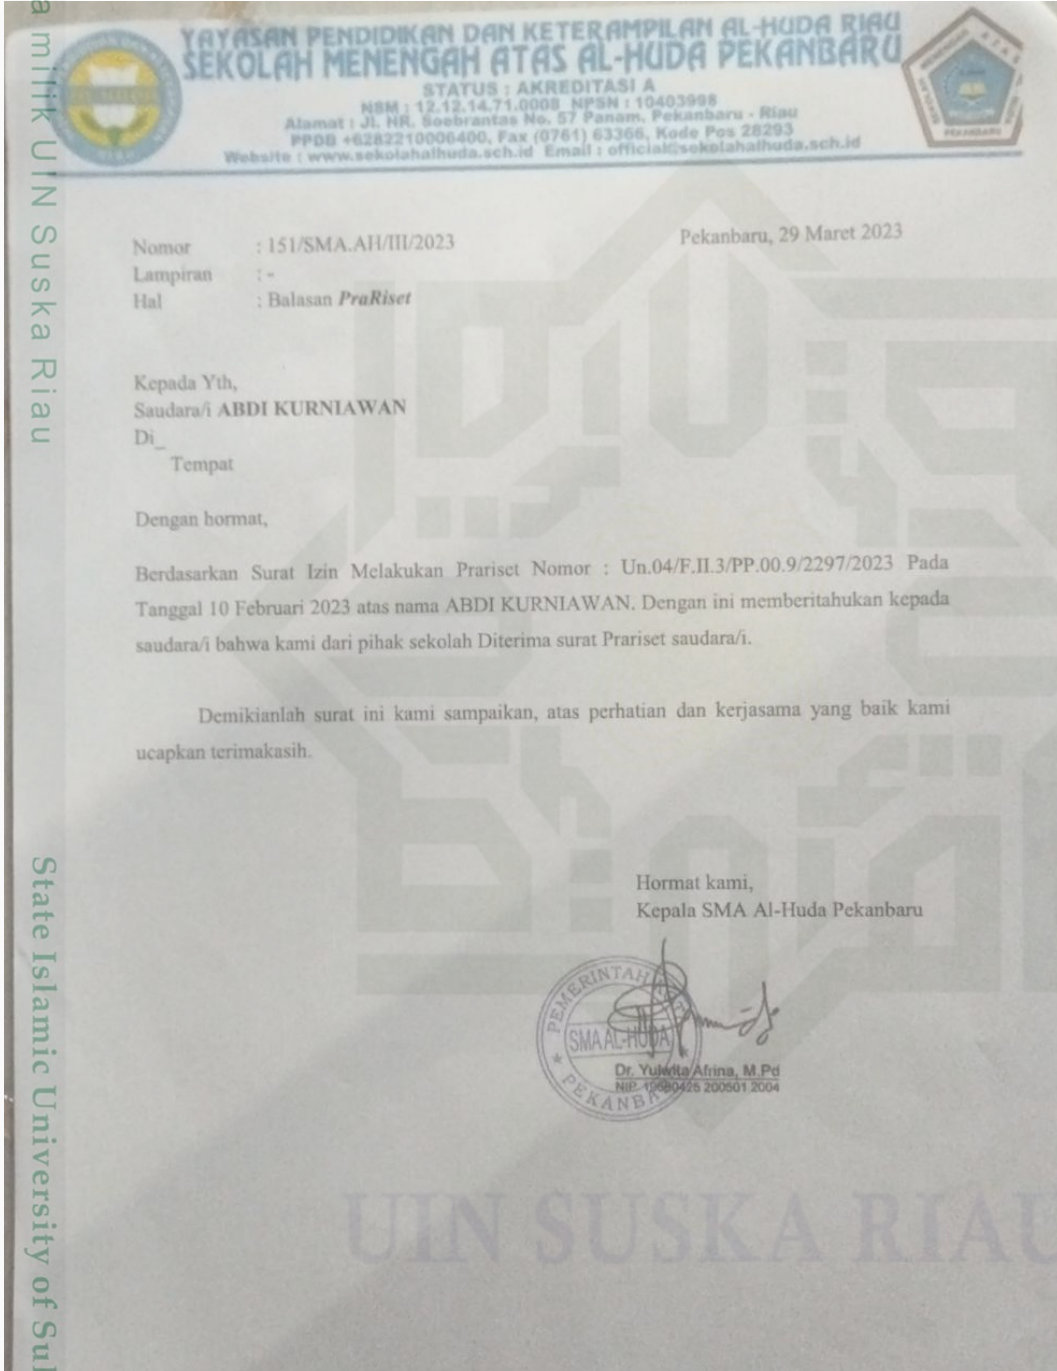 YAYASAN PENDIDIKAN DAN KETERAMPILAN AL-HUDA RIAU
SEKOLAH MENENGAH ATAS AL-HUDA PEKANBARU
STATUS : AKREDITASI A
NSM : 12.12.14.71.0008 NPSN : 10403998
Alamat : Jl. HR. Soebrantas No. 57 Panam, Pekanbaru - Riau
PPDB +6282210006400, Fax (0761) 63366, Kode Pos 28293
Website : www.sekolahalhuda.sch.id Email : official@sekolahalhuda.sch.id
PEKANBARU
Nomor : 151/SMA.AH/III/2023
Pekanbaru, 29 Maret 2023
Lampiran : -
Hal : Balasan PraRiset
Kepada Yth,
Saudara/i ABDI KURNIAWAN
Di_
Tempat
Dengan hormat,
Berdasarkan Surat Izin Melakukan Prariset Nomor : Un.04/F.II.3/PP.00.9/2297/2023 Pada
Tanggal 10 Februari 2023 atas nama ABDI KURNIAWAN. Dengan ini memberitahukan kepada
saudara/i bahwa kami dari pihak sekolah Diterima surat Prariset saudara/i.
Demikianlah surat ini kami sampaikan, atas perhatian dan kerjasama yang baik kami
ucapkan terimakasih.
Hormat kami,
Kepala SMA Al-Huda Pekanbaru
PEMERINTAH
SMA AL-HUDA
Dr. Yulwita Afrina, M.Pd
NIP. 200501 2004
milik UIN Suska Riau
State Islamic University of
UIN SUSKA RIAU